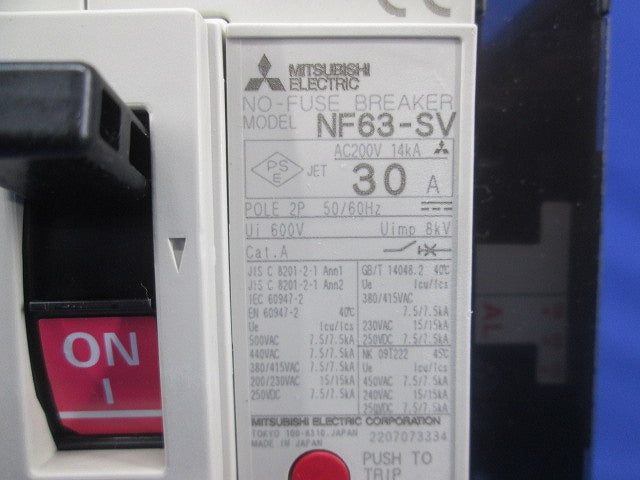 MITSUBISHI
ELECTRIC
NO-FUSE BREAKER
MODEL NF63-SV
AC200V 14kA
PS
E
JET
30 A
POLE 2P 50/60Hz
Ui 600V Uimp 8kV
Cat.A
JIS C 8201-2-1 Ann1
JIS C 8201-2-1 Ann2
IEC 60947-2
EN 60947-2 40℃
Ue Icu/Ics
500VAC 7.5/7.5kA
440VAC 7.5/7.5kA
380/415VAC 7.5/7.5kA
200/230VAC 15/15kA
250VDC 7.5/7.5kA
GB/T 14048.2 40℃
Ue Icu/Ics
380/415VAC
7.5/7.5kA
230VAC 15/15kA
250VDC 7.5/7.5kA
NK 09T222 45℃
Ue Icu/Ics
450VAC 7.5/7.5kA
240VAC 15/15kA
250VDC 7.5/7.5kA
MITSUBISHI ELECTRIC CORPORATION
TOKYO 100-8310,JAPAN
MADE IN JAPAN
2207073334
PUSH TO
TRIP
ON
I
AL